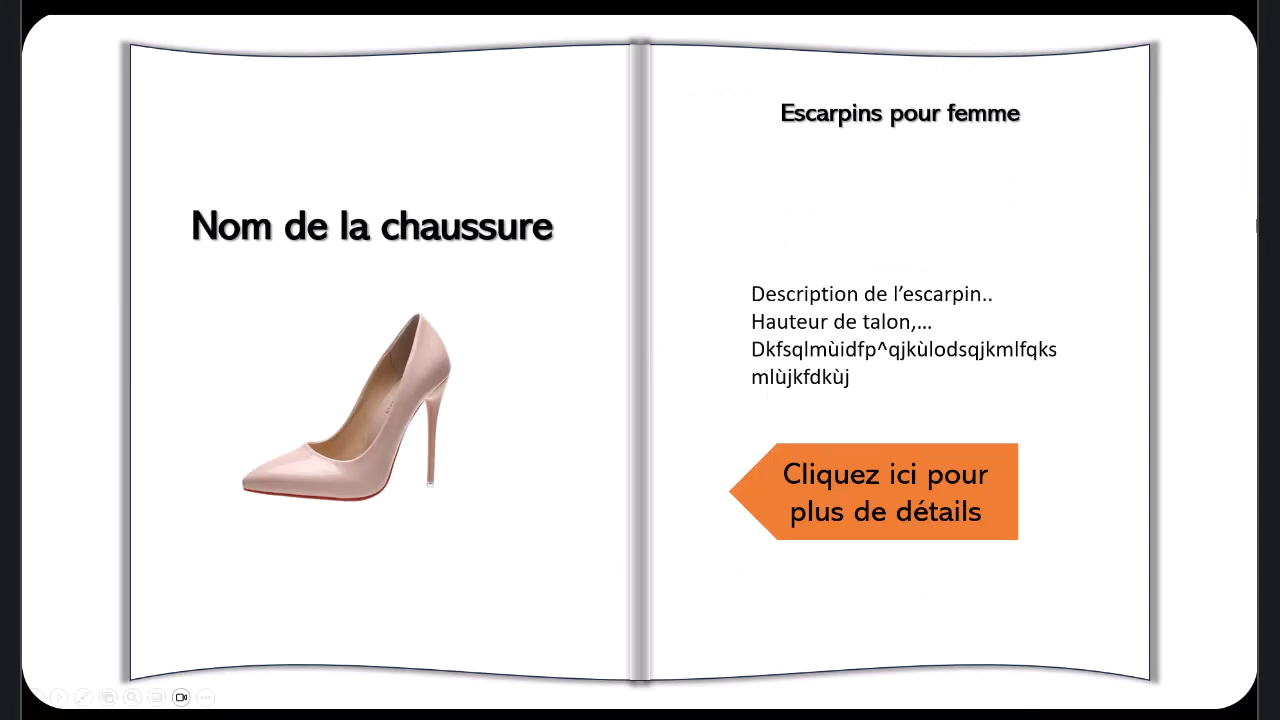 Nom de la chaussure
Escarpins pour femme
Description de l’escarpin..
Hauteur de talon,...
Dkfsqlmùidfp^qjkùlodsqjkmlfqks
mlùjkfdkùj
Cliquez ici pour
plus de détails